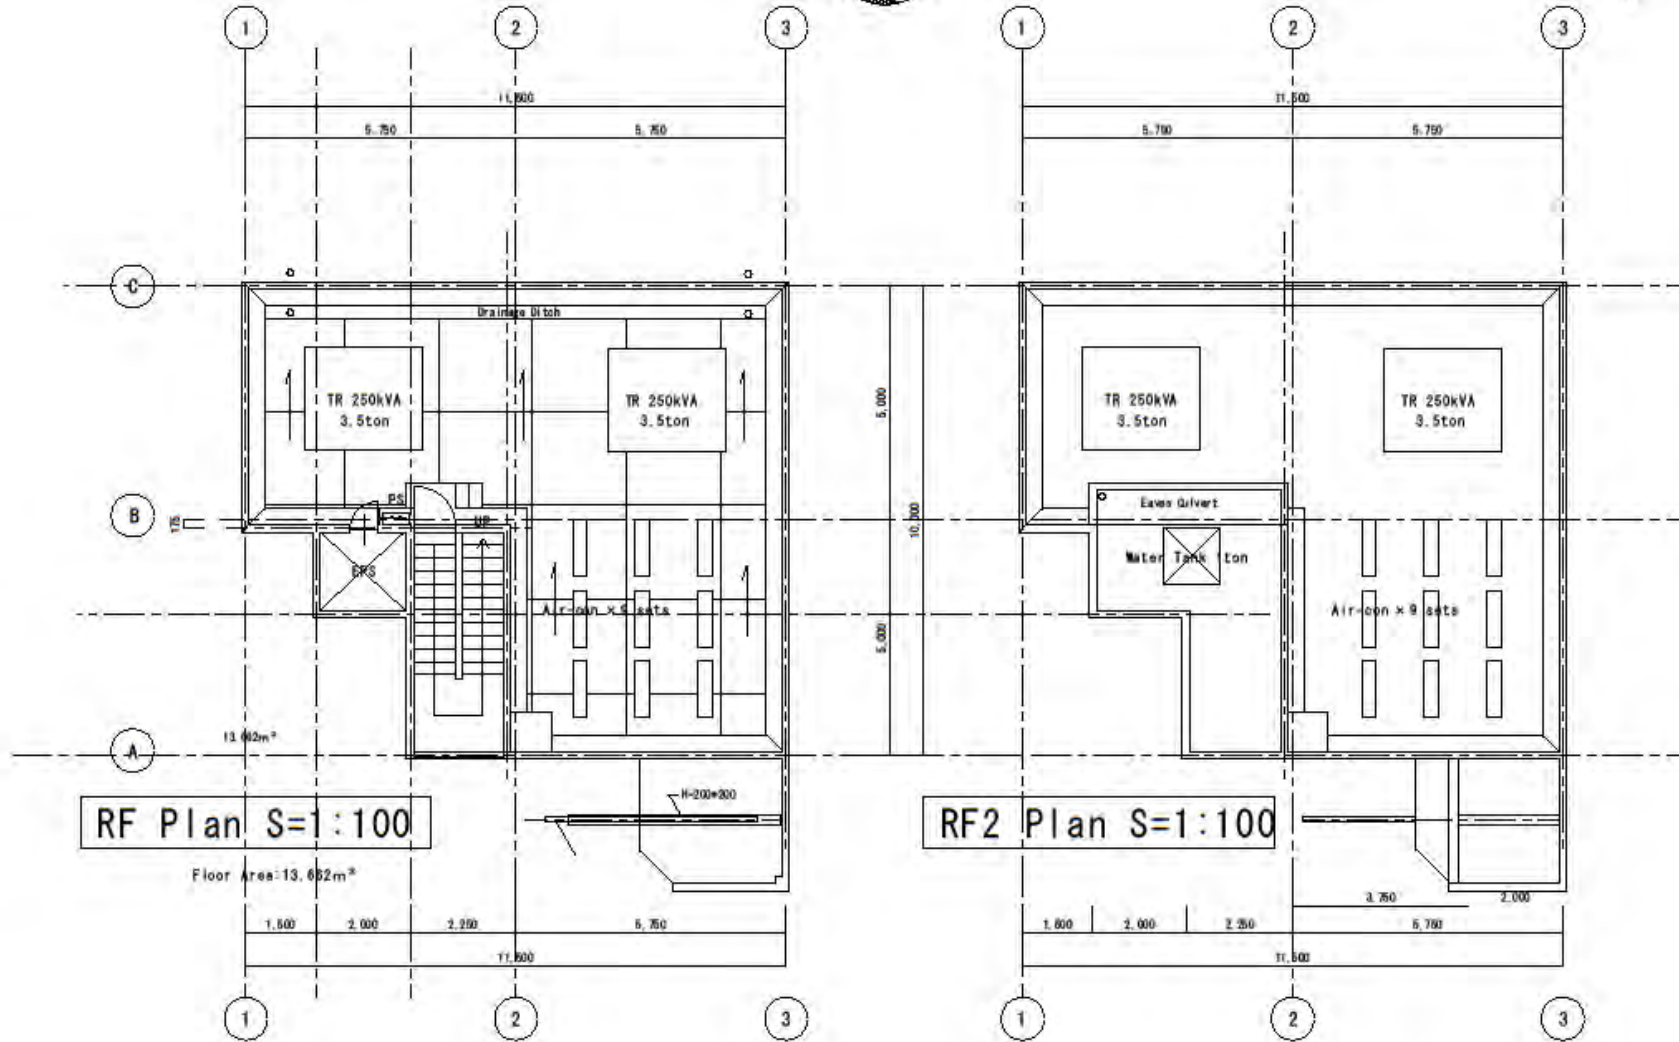 1 2 3 1 2 3
11,500 11,500
5,750 5,750 5,750 5,750
C
Drainage Ditch
TR 250kVA
3.5ton
TR 250kVA
3.5ton
TR 250kVA
3.5ton
TR 250kVA
3.5ton
5,000
B
175
PS
UP
10,000
Eaves Culvert
EPS
Water Tank 1ton
Air-con × 9 sets
Air-con × 9 sets
5,000
13.662m²
A
H-200*200
RF Plan S=1:100
RF2 Plan S=1:100
Floor Area:13.662m²
3,750 2,000
1,500 2,000 2,250 5,750
1,500 2,000 2,250 5,750
11,500 11,500
1 2 3 1 2 3